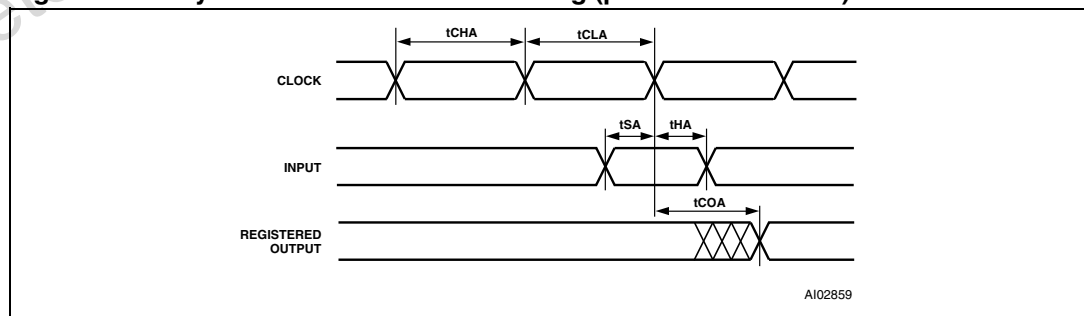 tCHA tCLA
CLOCK
tSA tHA
INPUT
tCOA
REGISTERED
OUTPUT
AI02859